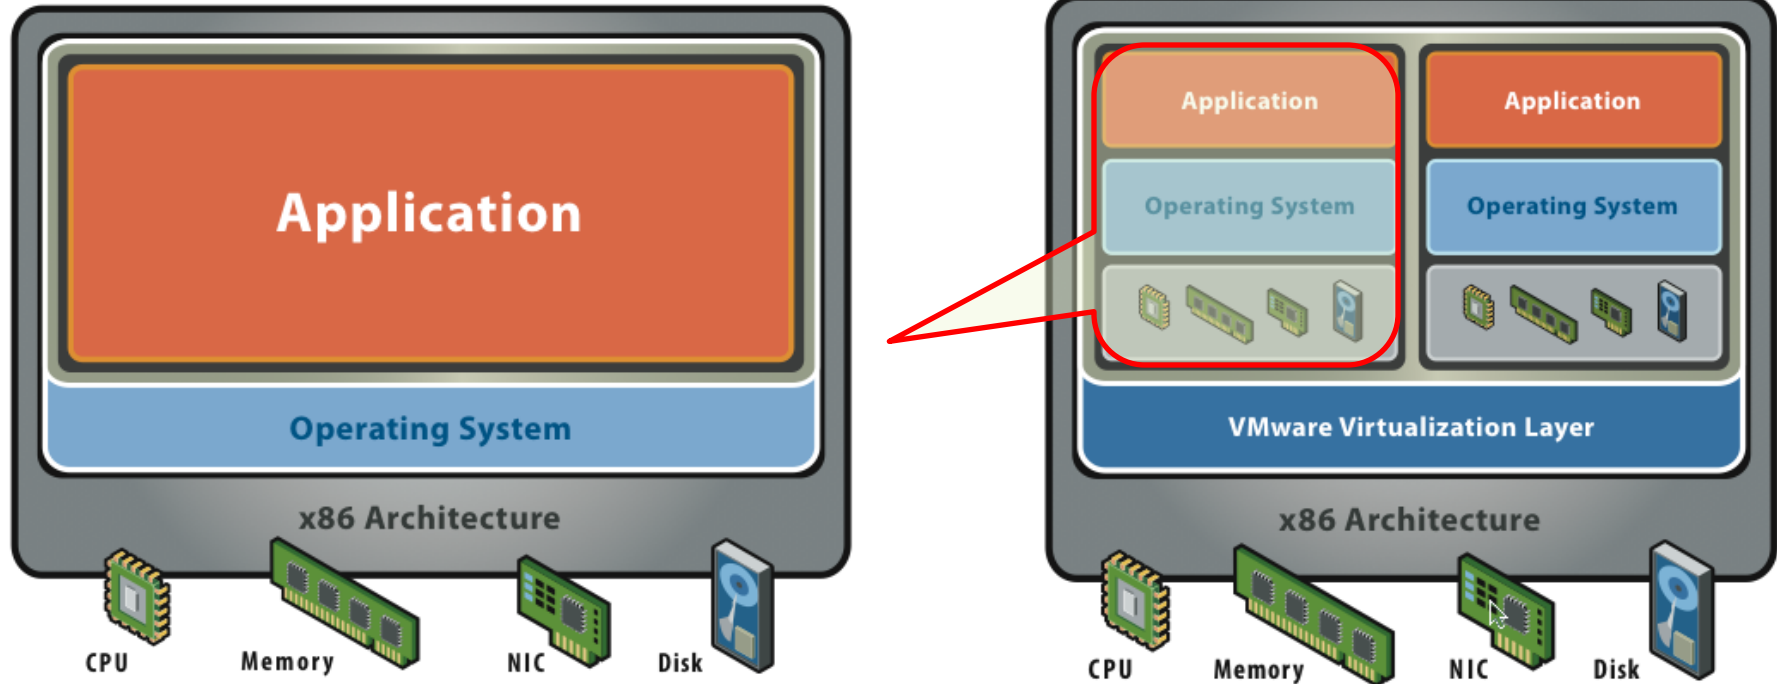 Application
Operating System
x86 Architecture
CPU
Memory
NIC
Disk
Application
Operating System
Application
Operating System
VMware Virtualization Layer
x86 Architecture
CPU
Memory
NIC
Disk